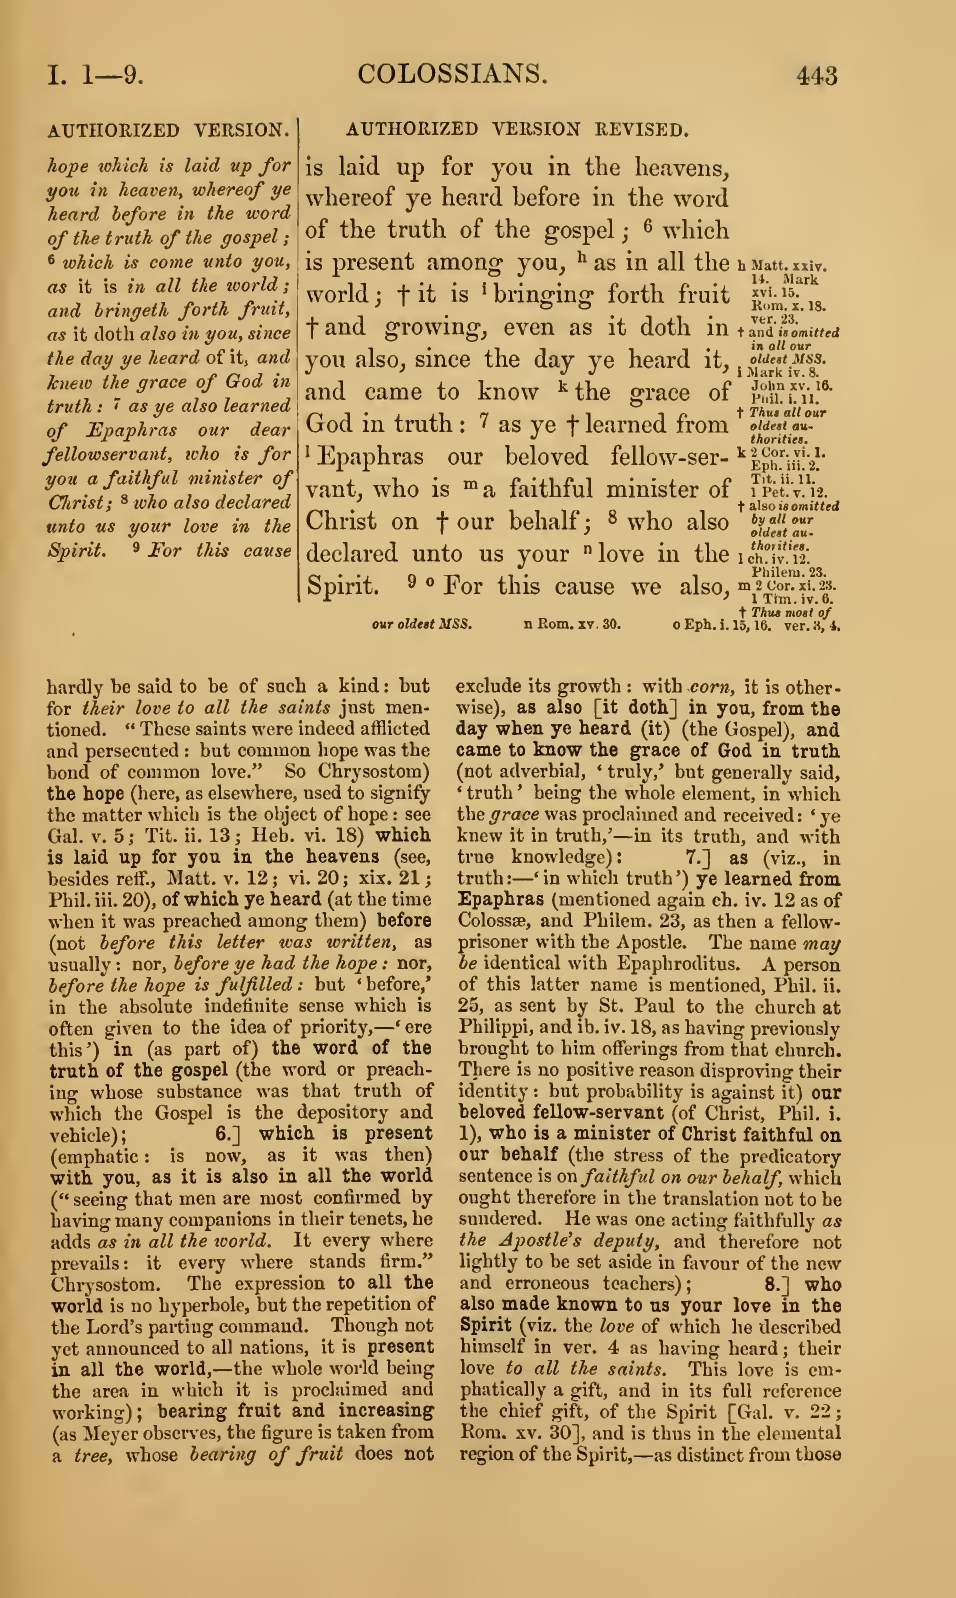 I. 1—9.
COLOSSIANS.
443
AUTHORIZED VERSION.
hope which is laid up for
you in heaven, whereof ye
heard before in the word
of the truth of the gospel;
6 which is come unto you,
as it is in all the world;
and bringeth forth fruit,
as it doth also in you, since
the day ye heard of it, and
knew the grace of God in
truth: 7 as ye also learned
of Epaphras our dear
fellowservant, who is for
you a faithful minister of
Christ; 8 who also declared
unto us your love in the
Spirit. 9 For this cause
AUTHORIZED VERSION REVISED.
is laid up for you in the heavens,
whereof ye heard before in the word
of the truth of the gospel; 6 which
is present among you, h as in all the
world; † it is i bringing forth fruit
† and growing, even as it doth in
you also, since the day ye heard it,
and came to know k the grace of
God in truth: 7 as ye † learned from
l Epaphras our beloved fellow-ser-
vant, who is m a faithful minister of
Christ on † our behalf; 8 who also
declared unto us your n love in the
Spirit. 9 o For this cause we also,
h Matt. xxiv.
14. Mark
xvi. 15.
Rom. x. 18.
ver. 23.
† and is omitted
in all our
oldest MSS.
i Mark iv. 8.
John xv. 16.
Phil. i. 11.
† Thus all our
oldest au-
thorities.
k 2 Cor. vi. 1.
Eph. iii. 2.
Tit. ii. 11.
1 Pet. v. 12.
† also is omitted
by all our
oldest au-
thorities.
l ch. iv. 12.
Philem. 23.
m 2 Cor. xi. 23.
1 Tim. iv. 6.
† Thus most of
our oldest MSS. n Rom. xv. 30. o Eph. i. 15, 16. ver. 3, 4.
hardly be said to be of such a kind: but
for their love to all the saints just men-
tioned. “These saints were indeed afflicted
and persecuted: but common hope was the
bond of common love.” So Chrysostom)
the hope (here, as elsewhere, used to signify
the matter which is the object of hope: see
Gal. v. 5; Tit. ii. 13; Heb. vi. 18) which
is laid up for you in the heavens (see,
besides reff., Matt. v. 12; vi. 20; xix. 21;
Phil. iii. 20), of which ye heard (at the time
when it was preached among them) before
(not before this letter was written, as
usually: nor, before ye had the hope: nor,
before the hope is fulfilled: but ‘before,’
in the absolute indefinite sense which is
often given to the idea of priority,—‘ere
this’) in (as part of) the word of the
truth of the gospel (the word or preach-
ing whose substance was that truth of
which the Gospel is the depository and
vehicle); 6.] which is present
(emphatic: is now, as it was then)
with you, as it is also in all the world
(“seeing that men are most confirmed by
having many companions in their tenets, he
adds as in all the world. It every where
prevails: it every where stands firm.”
Chrysostom. The expression to all the
world is no hyperbole, but the repetition of
the Lord's parting command. Though not
yet announced to all nations, it is present
in all the world,—the whole world being
the area in which it is proclaimed and
working); bearing fruit and increasing
(as Meyer observes, the figure is taken from
a tree, whose bearing of fruit does not
exclude its growth: with corn, it is other-
wise), as also [it doth] in you, from the
day when ye heard (it) (the Gospel), and
came to know the grace of God in truth
(not adverbial, ‘truly,’ but generally said,
‘truth’ being the whole element, in which
the grace was proclaimed and received: ‘ye
knew it in truth,’—in its truth, and with
true knowledge): 7.] as (viz., in
truth:—‘in which truth’) ye learned from
Epaphras (mentioned again ch. iv. 12 as of
Colossæ, and Philem. 23, as then a fellow-
prisoner with the Apostle. The name may
be identical with Epaphroditus. A person
of this latter name is mentioned, Phil. ii.
25, as sent by St. Paul to the church at
Philippi, and ib. iv. 18, as having previously
brought to him offerings from that church.
There is no positive reason disproving their
identity: but probability is against it) our
beloved fellow-servant (of Christ, Phil. i.
1), who is a minister of Christ faithful on
our behalf (the stress of the predicatory
sentence is on faithful on our behalf, which
ought therefore in the translation not to be
sundered. He was one acting faithfully as
the Apostle's deputy, and therefore not
lightly to be set aside in favour of the new
and erroneous teachers); 8.] who
also made known to us your love in the
Spirit (viz. the love of which he described
himself in ver. 4 as having heard; their
love to all the saints. This love is em-
phatically a gift, and in its full reference
the chief gift, of the Spirit [Gal. v. 22;
Rom. xv. 30], and is thus in the elemental
region of the Spirit,—as distinct from those